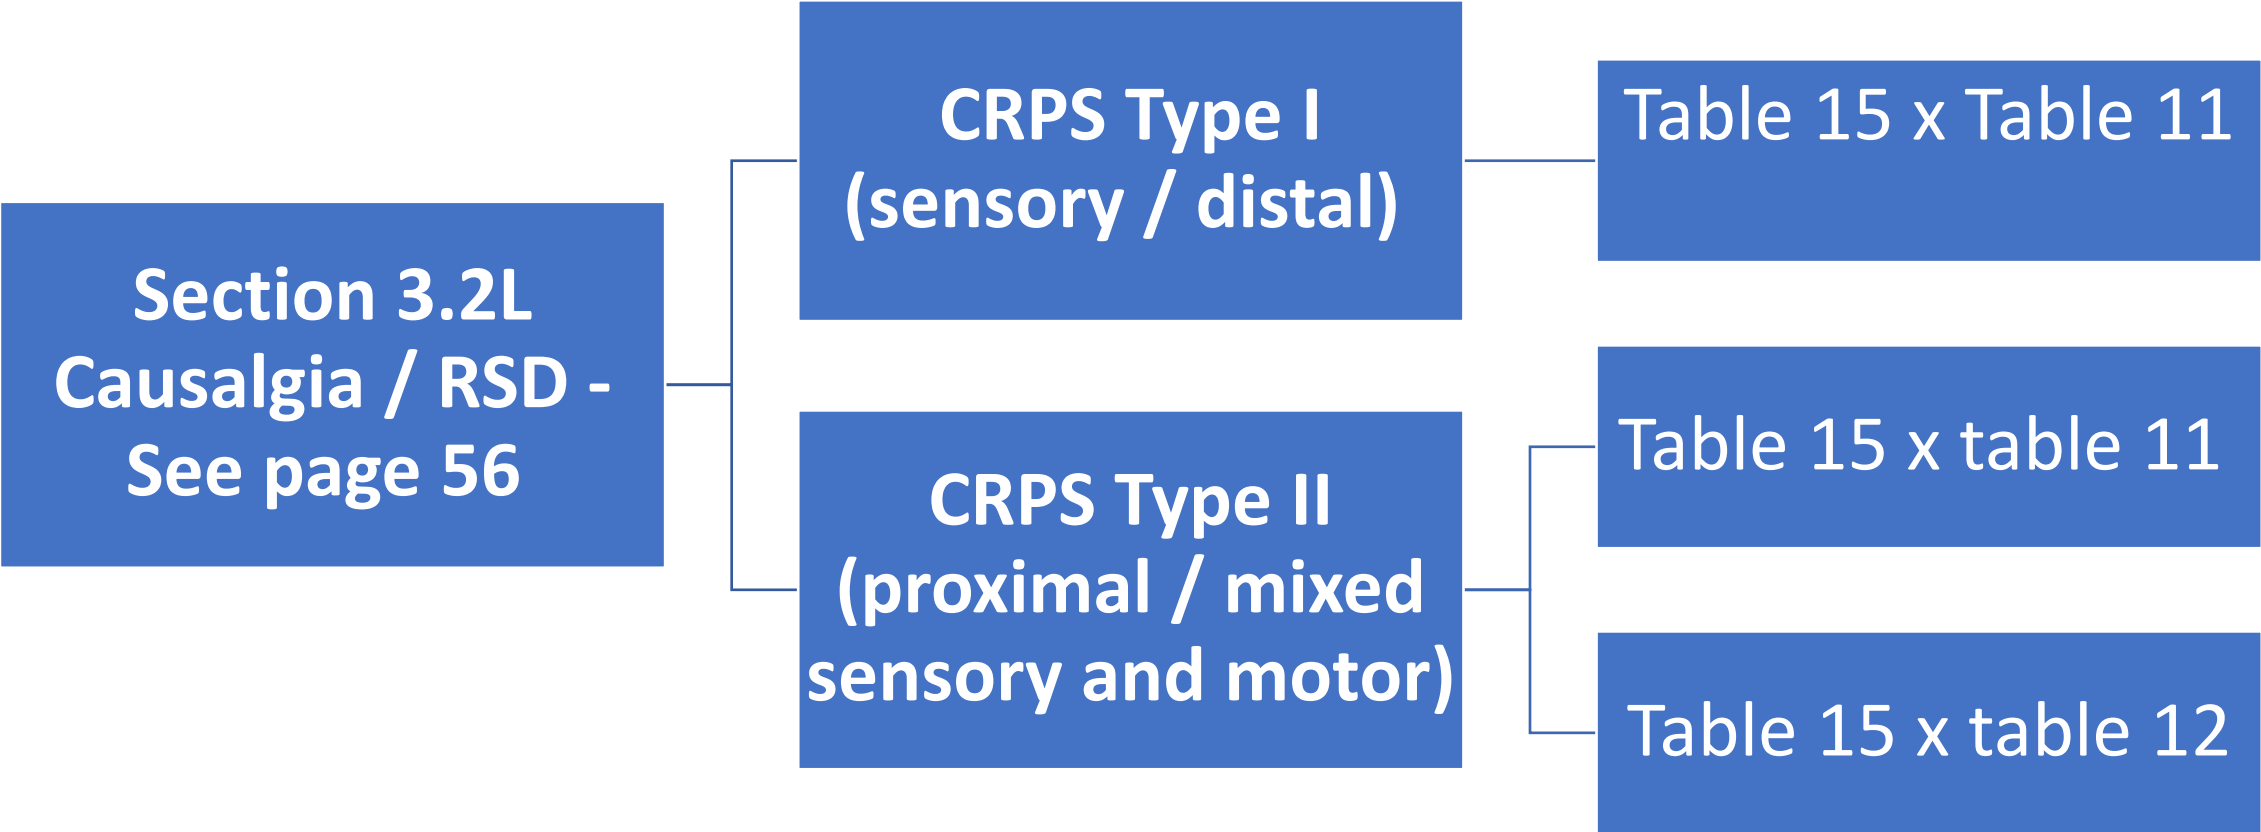 Section 3.2L
Causalgia / RSD -
See page 56
CRPS Type I
(sensory / distal)
Table 15 x Table 11
CRPS Type II
(proximal / mixed
sensory and motor)
Table 15 x table 11
Table 15 x table 12